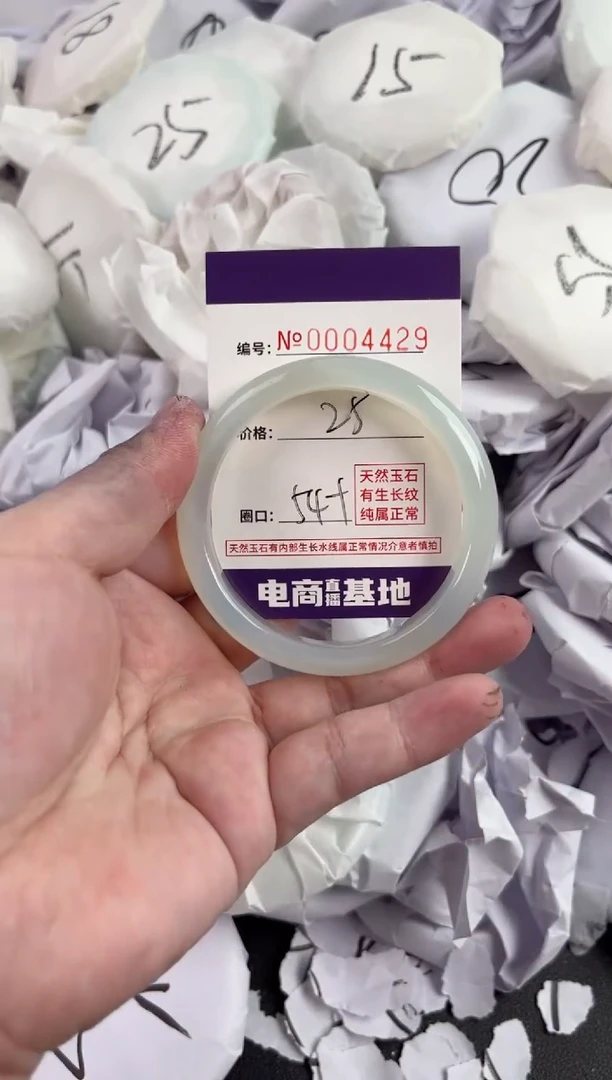 8
25
15
20
编号: №0004429
价格: 25
圈口: 54+
天然玉石
有生长纹
纯属正常
天然玉石有内部生长水线属正常情况介意者慎拍
电商直播基地